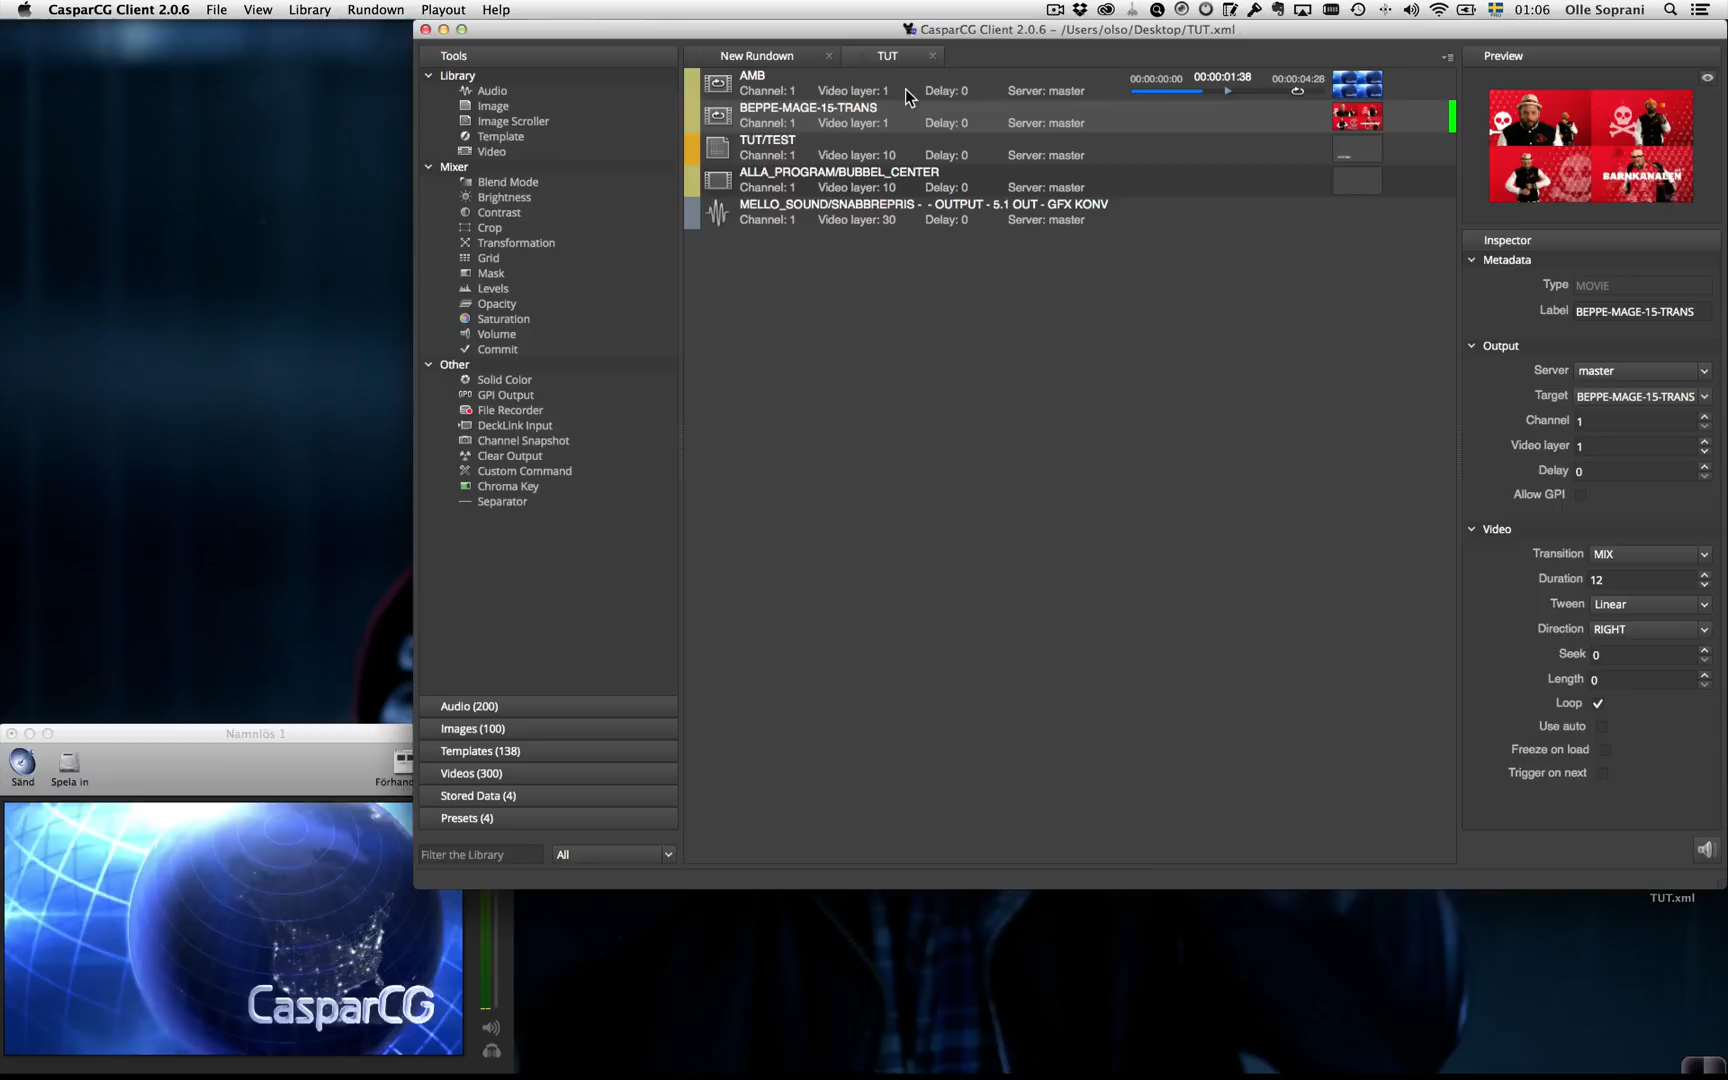 CasparCG Client 2.0.6 File View Library Rundown Playout Help 01:06 Olle Soprani
CasparCG Client 2.0.6 – /Users/olso/Desktop/TUT.xml
Tools
Library
Audio
Image
Image Scroller
Template
Video
Mixer
Blend Mode
Brightness
Contrast
Crop
Transformation
Grid
Mask
Levels
Opacity
Saturation
Volume
Commit
Other
Solid Color
GPO GPI Output
File Recorder
DeckLink Input
Channel Snapshot
Clear Output
Custom Command
Chroma Key
Separator
Audio (200)
Images (100)
Templates (138)
Videos (300)
Stored Data (4)
Presets (4)
Filter the Library All
New Rundown TUT
AMB 00:00:00:00 00:00:01:38 00:00:04:28
Channel: 1 Video layer: 1 Delay: 0 Server: master
BEPPE-MAGE-15-TRANS
Channel: 1 Video layer: 1 Delay: 0 Server: master
TUT/TEST
Channel: 1 Video layer: 10 Delay: 0 Server: master
ALLA_PROGRAM/BUBBEL_CENTER
Channel: 1 Video layer: 10 Delay: 0 Server: master
MELLO_SOUND/SNABBREPRIS - - OUTPUT - 5.1 OUT - GFX KONV
Channel: 1 Video layer: 30 Delay: 0 Server: master
Preview
BARNKANALEN
Inspector
Metadata
Type MOVIE
Label BEPPE-MAGE-15-TRANS
Output
Server master
Target BEPPE-MAGE-15-TRANS
Channel 1
Video layer 1
Delay 0
Allow GPI
Video
Transition MIX
Duration 12
Tween Linear
Direction RIGHT
Seek 0
Length 0
Loop
Use auto
Freeze on load
Trigger on next
TUT.xml
Namnlös 1
Sänd Spela in Förhand
CasparCG